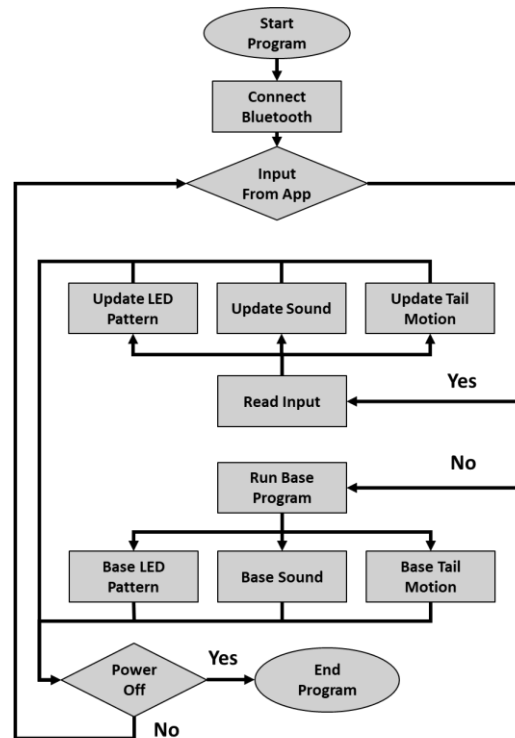 Start
Program
Connect
Bluetooth
Input
From App
Update LED
Pattern
Update Sound
Update Tail
Motion
Read Input
Yes
No
Run Base
Program
Base LED
Pattern
Base Sound
Base Tail
Motion
Power
Off
Yes
End
Program
No